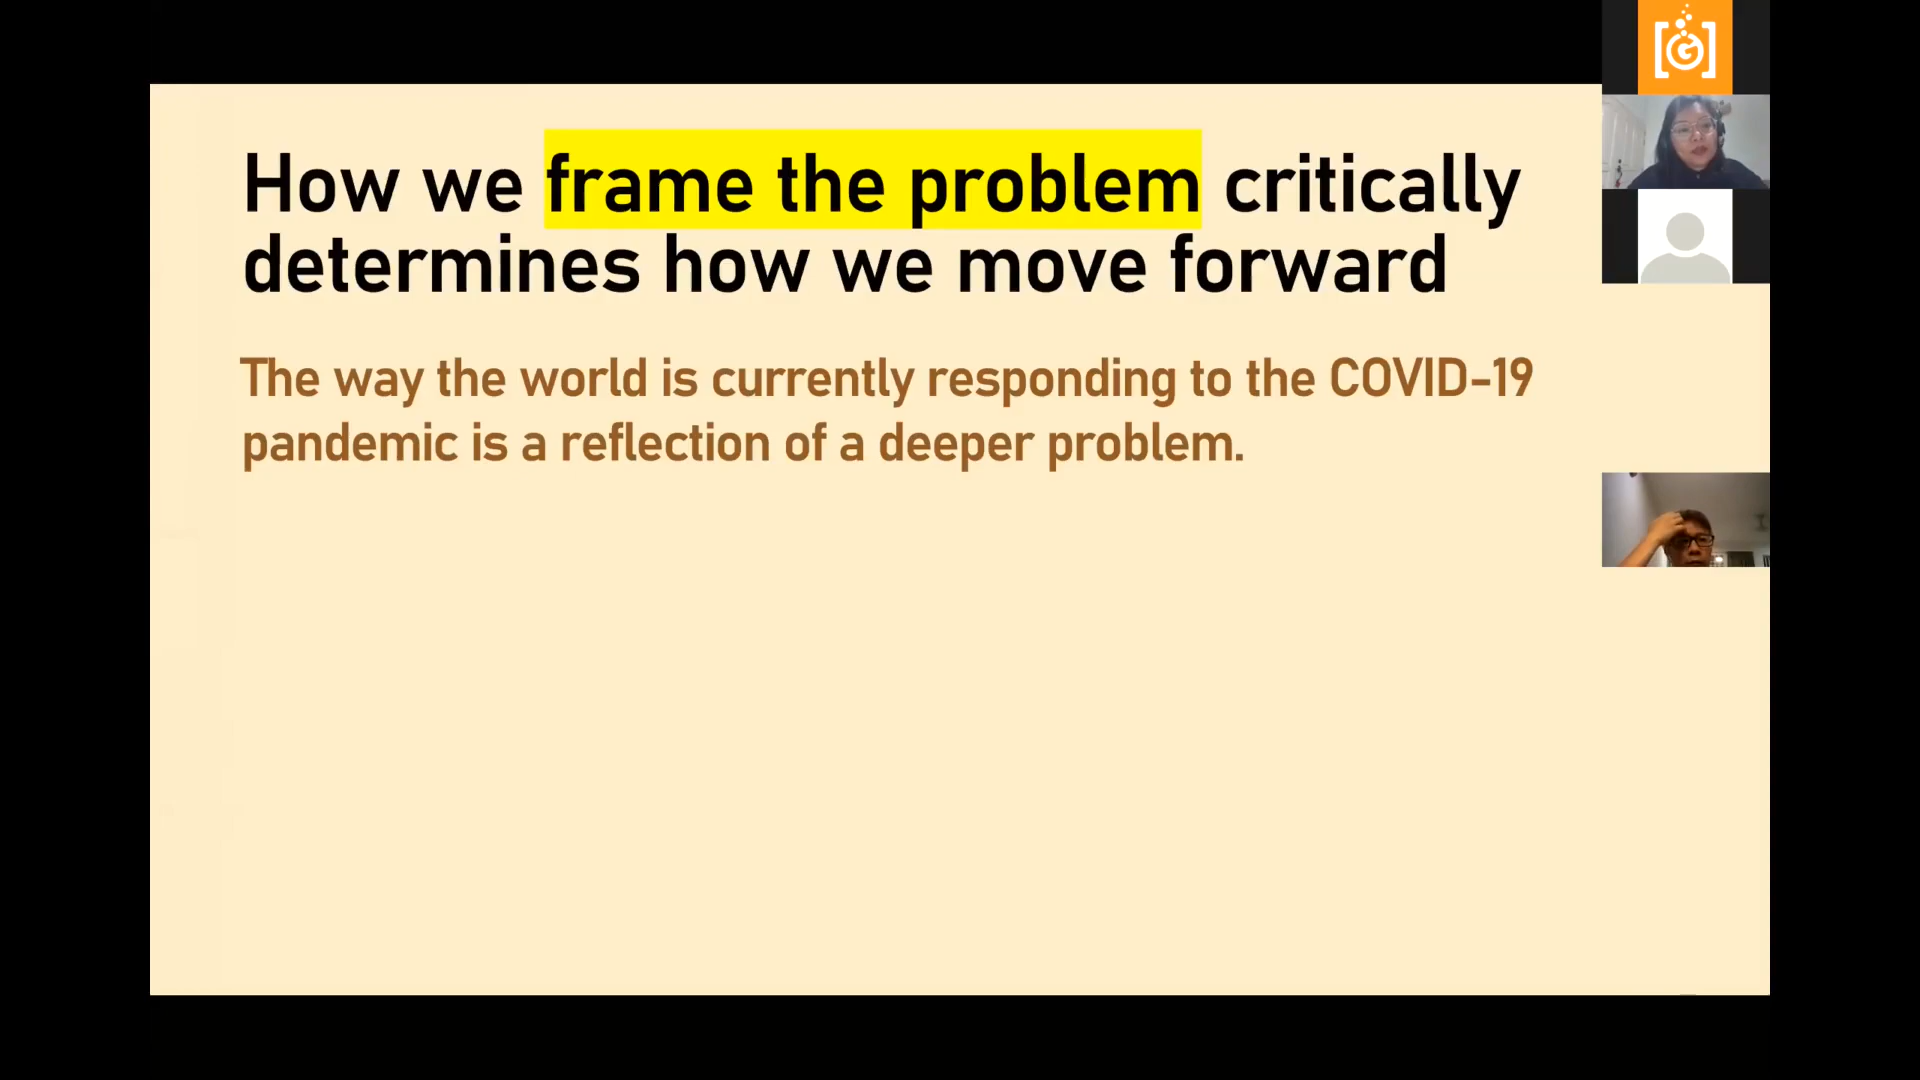 How we frame the problem critically
determines how we move forward
The way the world is currently responding to the COVID-19
pandemic is a reflection of a deeper problem.
[G]